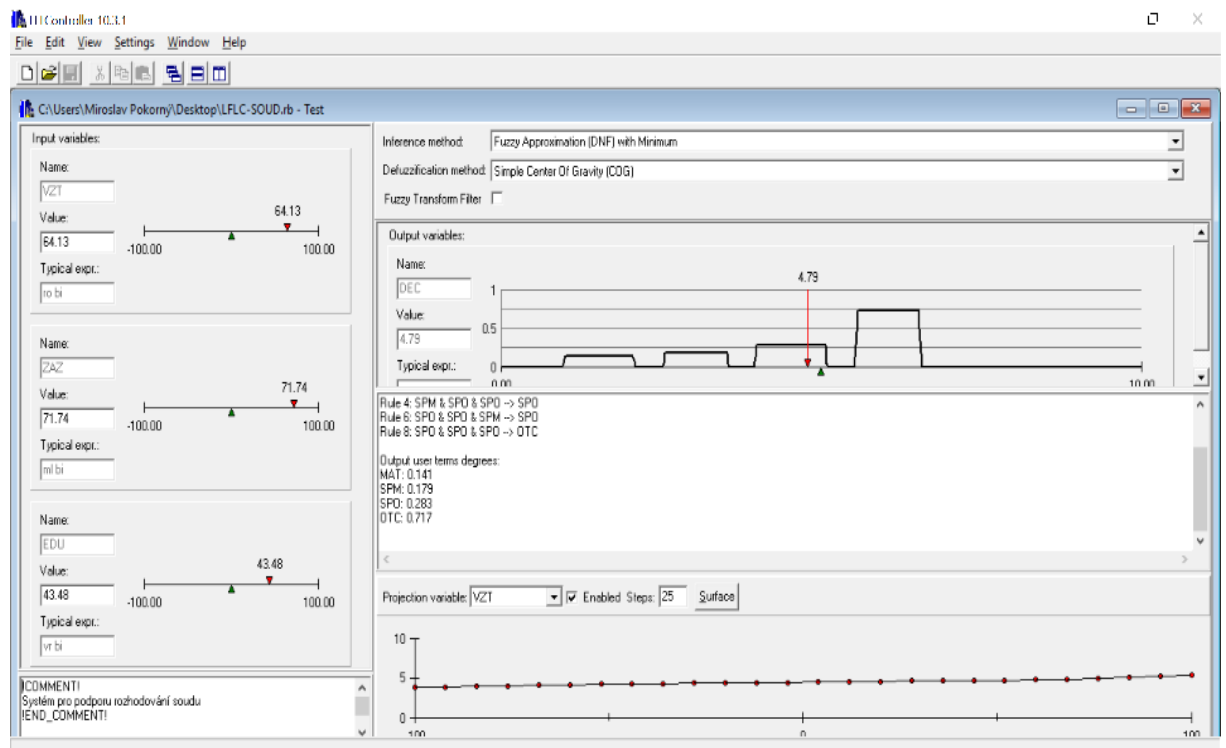 LFLController 10.3.1
File Edit View Settings Window Help
C:\Users\Miroslav Pokorný\Desktop\LFLC-SOUD.rb - Test
Input variables:
Name:
VZT
Value:
64.13
64.13
-100.00
100.00
Typical expr.:
ro bi
Name:
ZAZ
Value:
71.74
71.74
-100.00
100.00
Typical expr.:
ml bi
Name:
EDU
Value:
43.48
43.48
-100.00
100.00
Typical expr.:
vr bi
!COMMENT!
Systém pro podporu rozhodování soudu
!END_COMMENT!
Inference method: Fuzzy Approximation (DNF) with Minimum
Defuzzification method: Simple Center Of Gravity (COG)
Fuzzy Transform Filter
Output variables:
Name:
DEC
Value:
4.79
Typical expr.:
4.79
1
0.5
0
0.00
10.00
Rule 4: SPM & SPO & SPO --> SPO
Rule 6: SPO & SPO & SPM --> SPO
Rule 8: SPO & SPO & SPO --> OTC
Output user terms degrees:
MAT: 0.141
SPM: 0.179
SPO: 0.283
OTC: 0.717
Projection variable: VZT Enabled Steps: 25 Surface
10
5
0
100
0
100